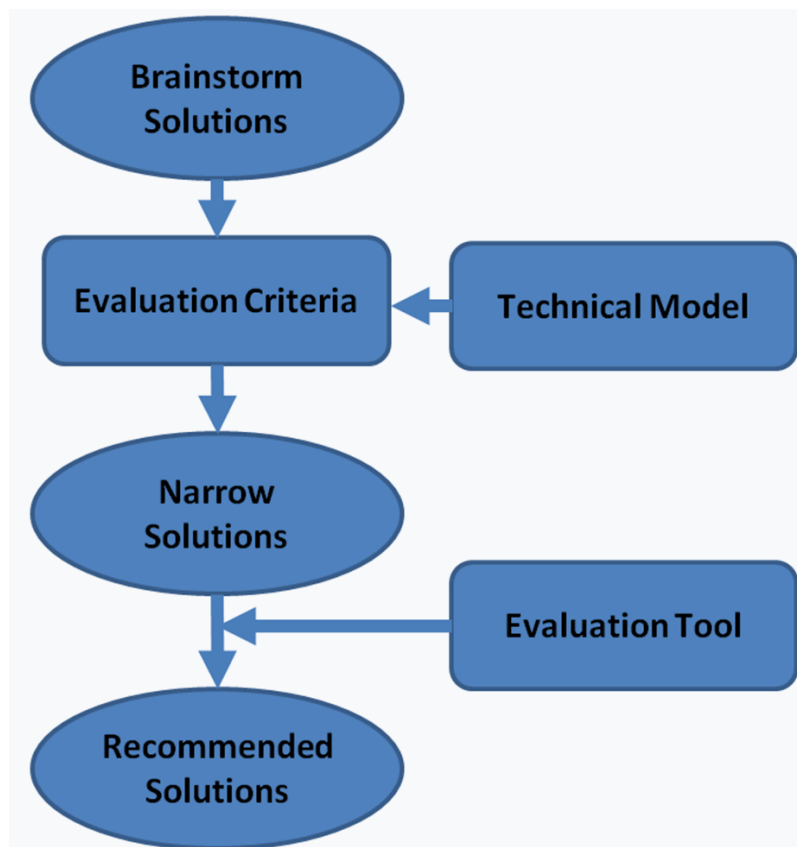 Brainstorm
Solutions
Evaluation Criteria
Technical Model
Narrow
Solutions
Evaluation Tool
Recommended
Solutions